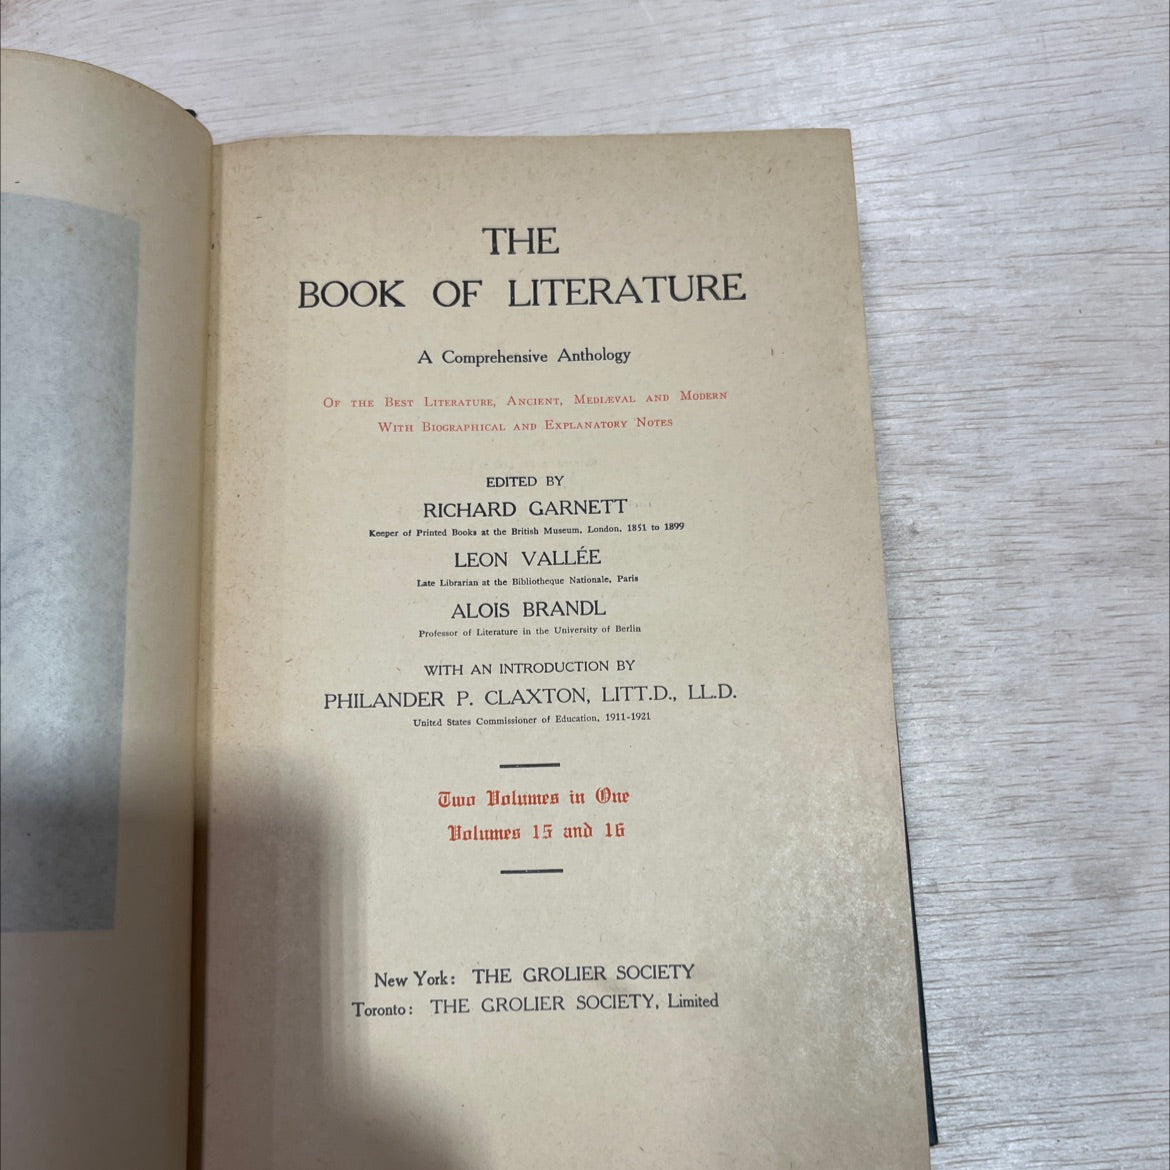 THE
BOOK OF LITERATURE
A Comprehensive Anthology
OF THE BEST LITERATURE, ANCIENT, MEDIÆVAL AND MODERN
WITH BIOGRAPHICAL AND EXPLANATORY NOTES
EDITED BY
RICHARD GARNETT
Keeper of Printed Books at the British Museum, London, 1851 to 1899
LEON VALLÉE
Late Librarian at the Bibliotheque Nationale, Paris
ALOIS BRANDL
Professor of Literature in the University of Berlin
WITH AN INTRODUCTION BY
PHILANDER P. CLAXTON, LITT.D., LL.D.
United States Commissioner of Education, 1911-1921
Two Volumes in One
Volumes 15 and 16
New York: THE GROLIER SOCIETY
Toronto: THE GROLIER SOCIETY, Limited